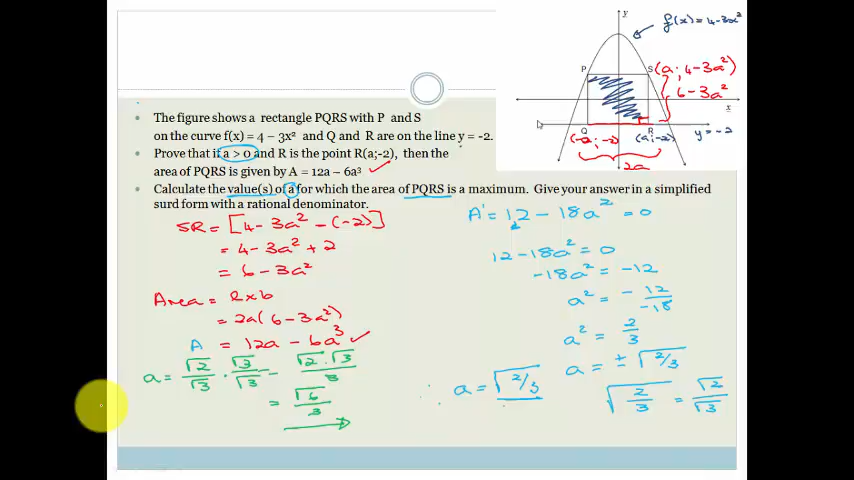 y
f(x) = 4-3x²
P
S
(a; 4-3a²)
6-3a²
x
Q
R
y = -2
(-a; -2)
(a; -2)
2a
• The figure shows a rectangle PQRS with P and S
on the curve f(x) = 4 – 3x² and Q and R are on the line y = -2.
• Prove that if a > 0 and R is the point R(a;-2), then the
area of PQRS is given by A = 12a – 6a³ ✓
• Calculate the value(s) of a for which the area of PQRS is a maximum. Give your answer in a simplified
surd form with a rational denominator.
SR = [4-3a² -(-2)]
= 4-3a² +2
= 6-3a²
Area = l x b
= 2a(6-3a²)
A = 12a - 6a³ ✓
a = √2/√3 · √3/√3 = √2 · √3/3
= √6/3
A' = 12 - 18a² = 0
12 - 18a² = 0
-18a² = -12
a² = -12/-18
a² = 2/3
a = ±√2/3
∴ a = √2/3
√2/3 = √2/√3